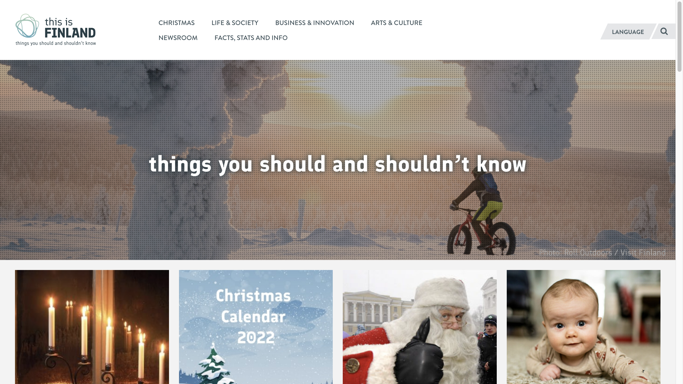 this is
FINLAND
things you should and shouldn't know
CHRISTMAS
LIFE & SOCIETY
BUSINESS & INNOVATION
ARTS & CULTURE
NEWSROOM
FACTS, STATS AND INFO
LANGUAGE
things you should and shouldn't know
Photo: Roll Outdoors / Visit Finland
Christmas
Calendar
2022